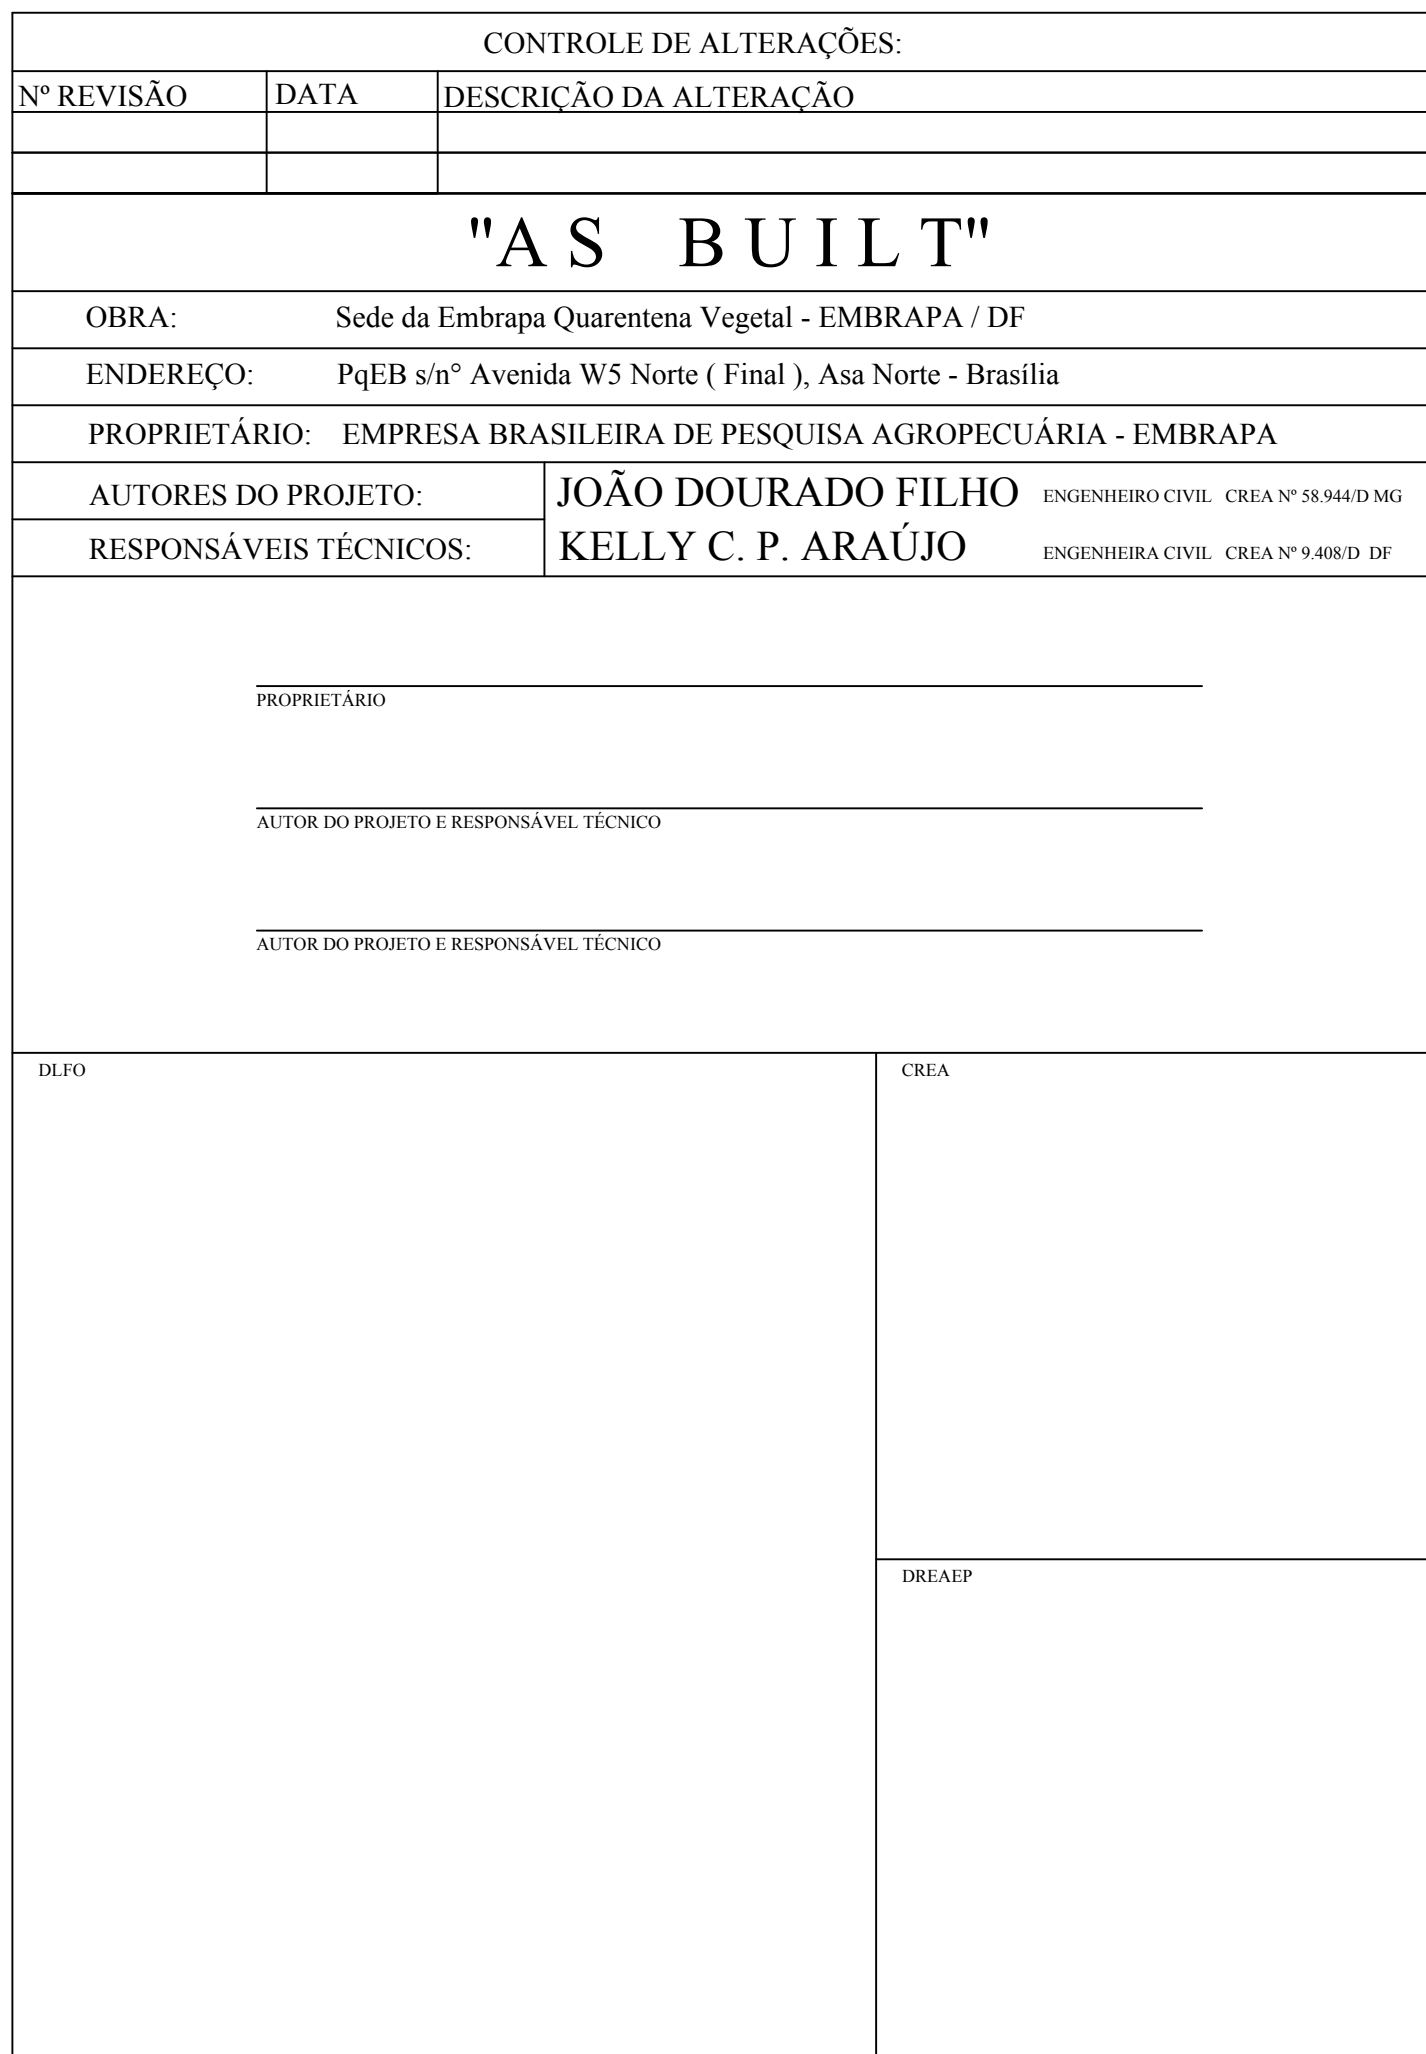 CONTROLE DE ALTERAÇÕES:
Nº REVISÃO DATA DESCRIÇÃO DA ALTERAÇÃO
"A S B U I L T"
OBRA: Sede da Embrapa Quarentena Vegetal - EMBRAPA / DF
ENDEREÇO: PqEB s/n° Avenida W5 Norte ( Final ), Asa Norte - Brasília
PROPRIETÁRIO: EMPRESA BRASILEIRA DE PESQUISA AGROPECUÁRIA - EMBRAPA
AUTORES DO PROJETO: JOÃO DOURADO FILHO ENGENHEIRO CIVIL CREA Nº 58.944/D MG
RESPONSÁVEIS TÉCNICOS: KELLY C. P. ARAÚJO ENGENHEIRA CIVIL CREA Nº 9.408/D DF
PROPRIETÁRIO
AUTOR DO PROJETO E RESPONSÁVEL TÉCNICO
AUTOR DO PROJETO E RESPONSÁVEL TÉCNICO
DLFO CREA
DREAEP